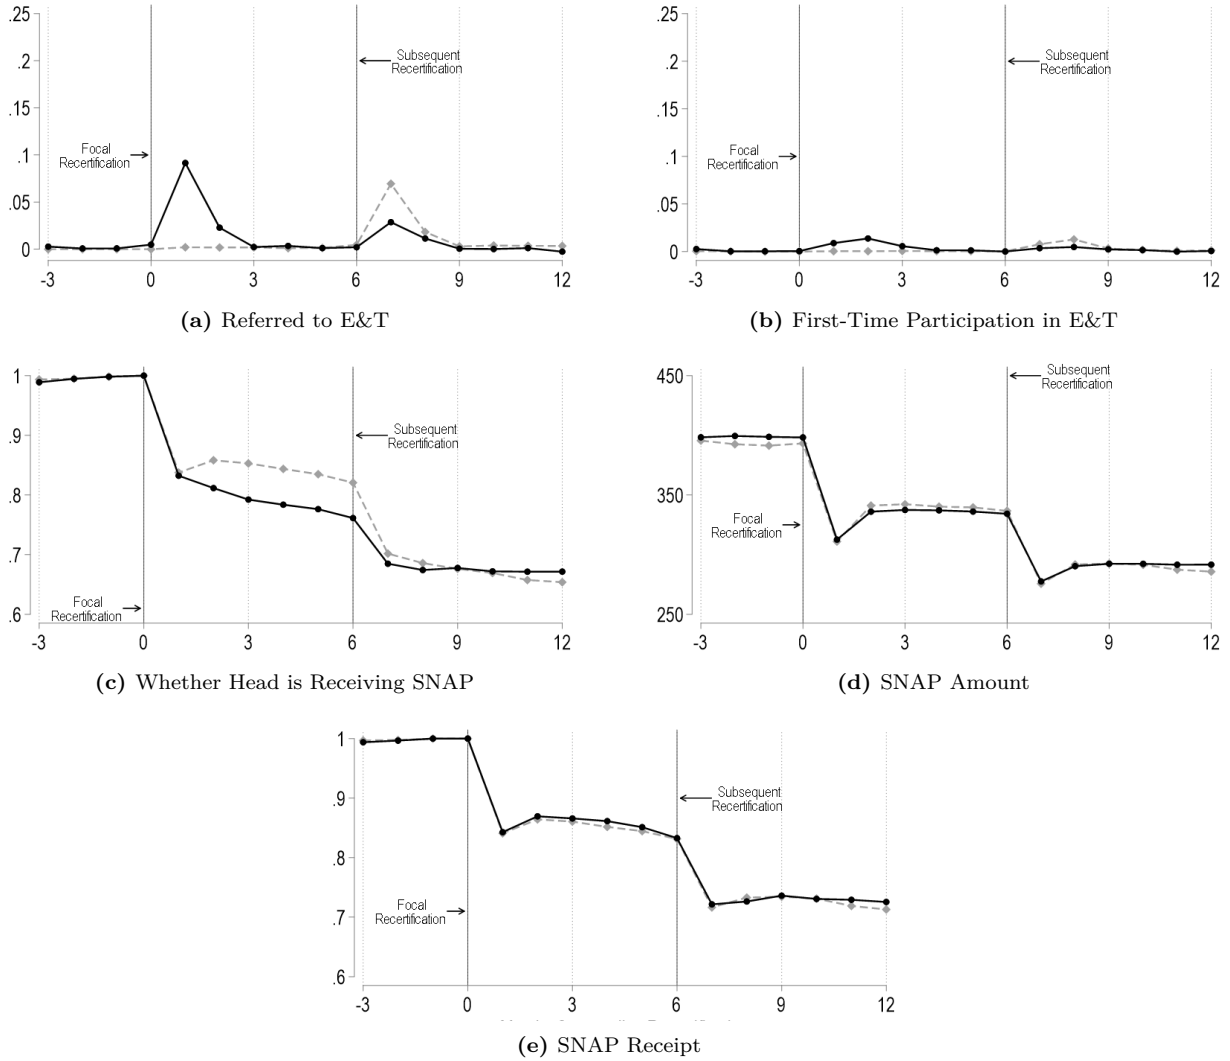 .25
.2
.15
.1
.05
0
Focal
Recertification
Subsequent
Recertification
-3 0 3 6 9 12
(a) Referred to E&T
.25
.2
.15
.1
.05
0
Focal
Recertification
Subsequent
Recertification
-3 0 3 6 9 12
(b) First-Time Participation in E&T
1
.9
.8
.7
.6
Subsequent
Recertification
Focal
Recertification
-3 0 3 6 9 12
(c) Whether Head is Receiving SNAP
450
350
250
Subsequent
Recertification
Focal
Recertification
-3 0 3 6 9 12
(d) SNAP Amount
1
.9
.8
.7
.6
Subsequent
Recertification
Focal
Recertification
-3 0 3 6 9 12
(e) SNAP Receipt